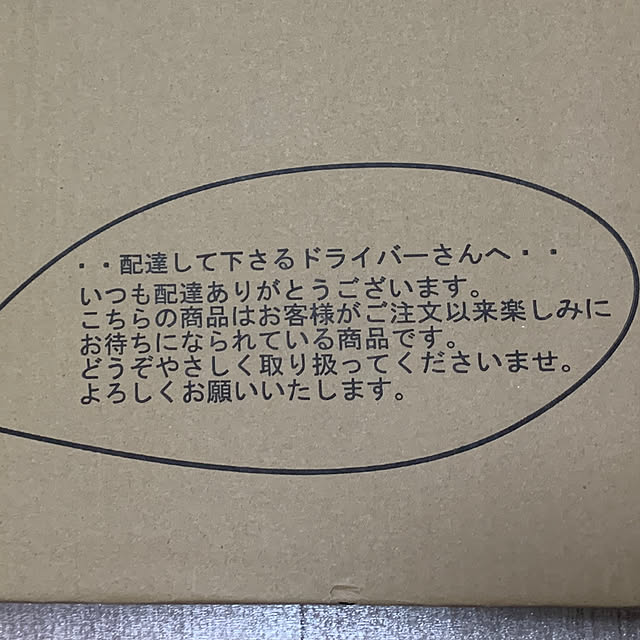 ・・配達して下さるドライバーさんへ・・
いつも配達ありがとうございます。
こちらの商品はお客様がご注文以来楽しみに
お待ちになられている商品です。
どうぞやさしく取り扱ってくださいませ。
よろしくお願いいたします。